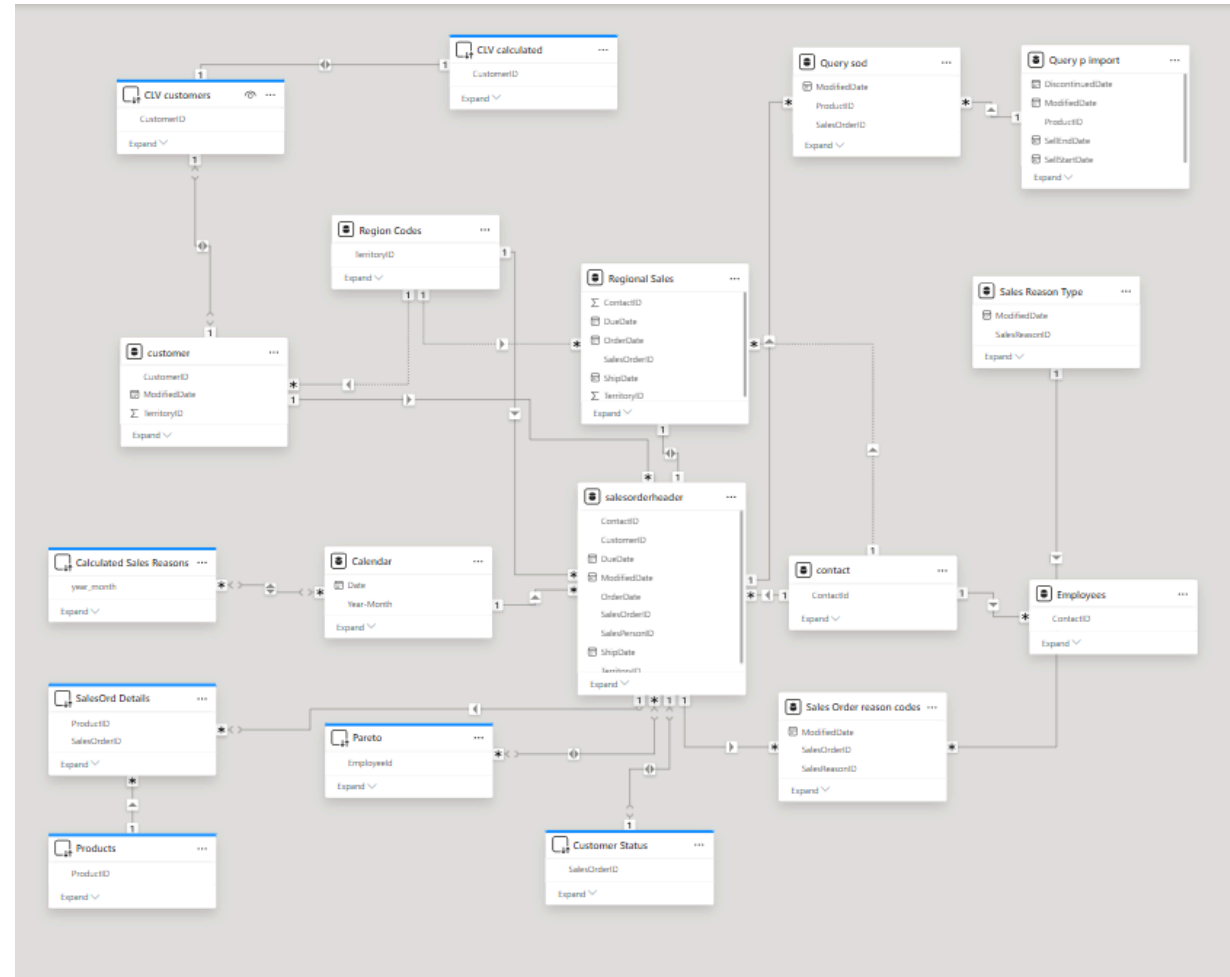 CLV calculated
CustomerID
Expand
CLV customers
CustomerID
Expand
Query sod
ModifiedDate
ProductID
SalesOrderID
Expand
Query p import
DiscontinuedDate
ModifiedDate
ProductID
SellEndDate
SellStartDate
Expand
Region Codes
TerritoryID
Expand
Regional Sales
ContactID
DueDate
OrderDate
SalesOrderID
ShipDate
TerritoryID
Expand
Sales Reason Type
ModifiedDate
SalesReasonID
Expand
customer
CustomerID
ModifiedDate
TerritoryID
Expand
salesorderheader
ContactID
CustomerID
DueDate
ModifiedDate
OrderDate
SalesOrderID
SalesPersonID
ShipDate
TerritoryID
Expand
Calculated Sales Reasons
year_month
Expand
Calendar
Date
Year-Month
Expand
contact
ContactId
Expand
Employees
ContactID
Expand
SalesOrd Details
ProductID
SalesOrderID
Expand
Pareto
EmployeeId
Expand
Sales Order reason codes
ModifiedDate
SalesOrderID
SalesReasonID
Expand
Products
ProductID
Expand
Customer Status
SalesOrderID
Expand